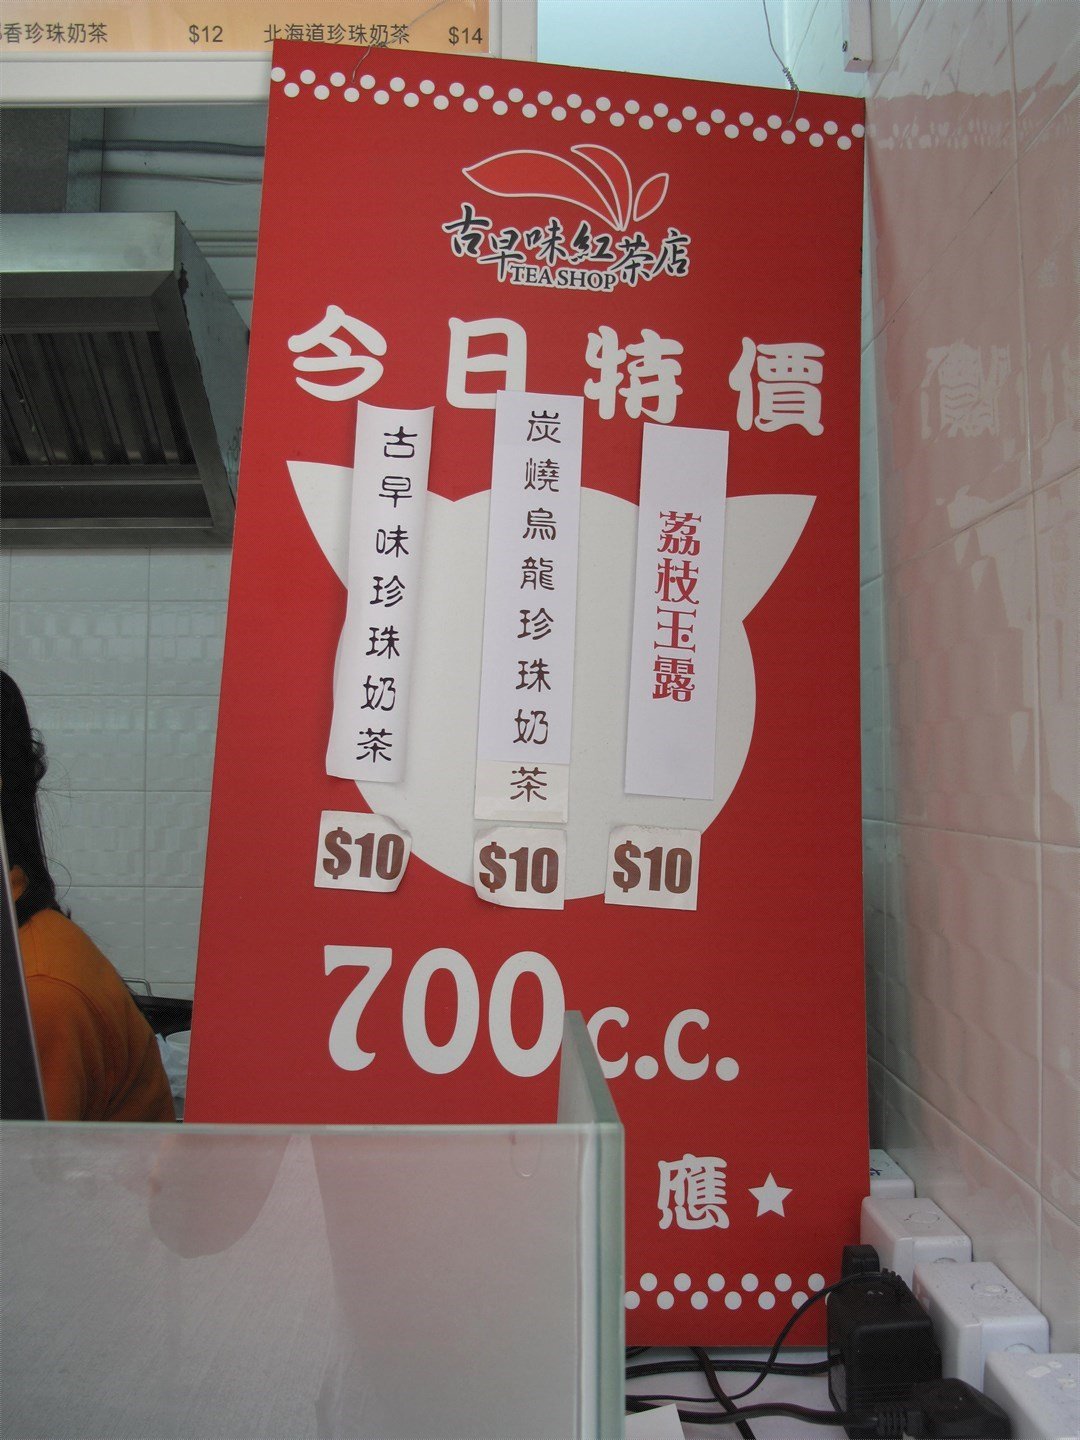 香珍珠奶茶 $12 北海道珍珠奶茶 $14
古早味紅茶店
TEA SHOP
今日特價
古早味珍珠奶茶
炭燒烏龍珍珠奶茶
荔枝玉露
$10 $10 $10
700c.c.
應